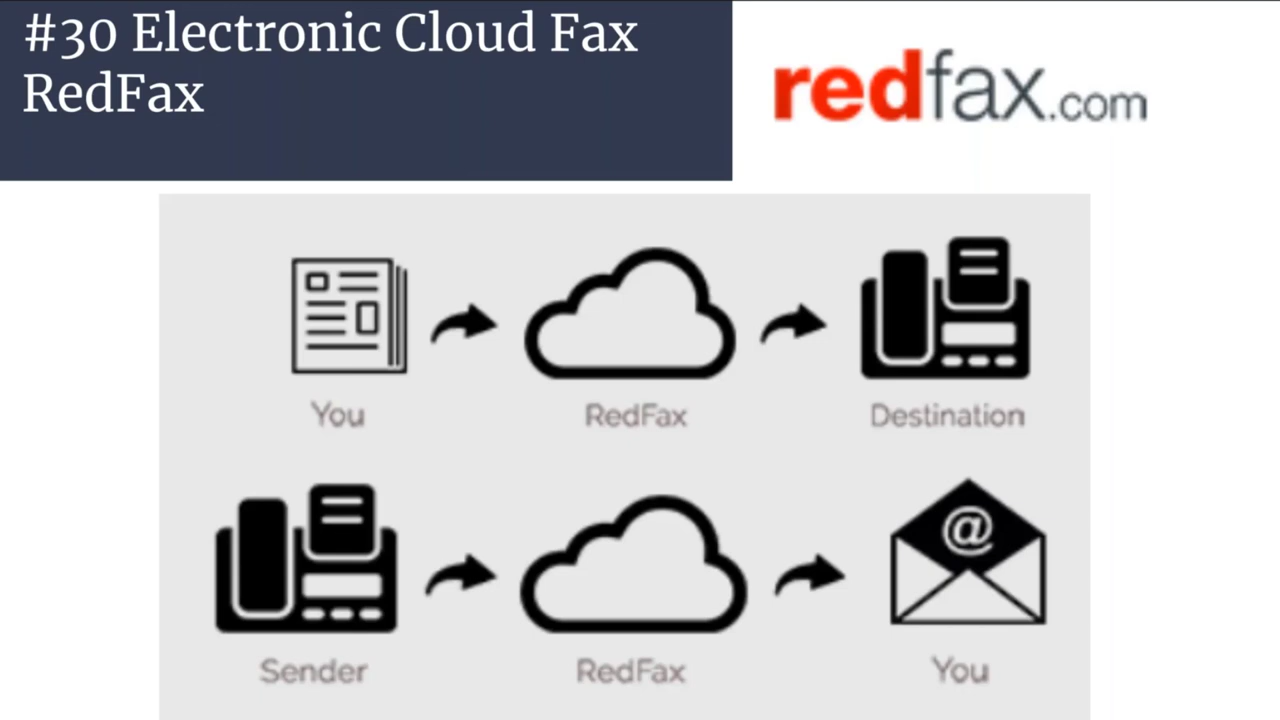 #30 Electronic Cloud Fax
RedFax
redfax.com
You
RedFax
Destination
@
Sender
RedFax
You